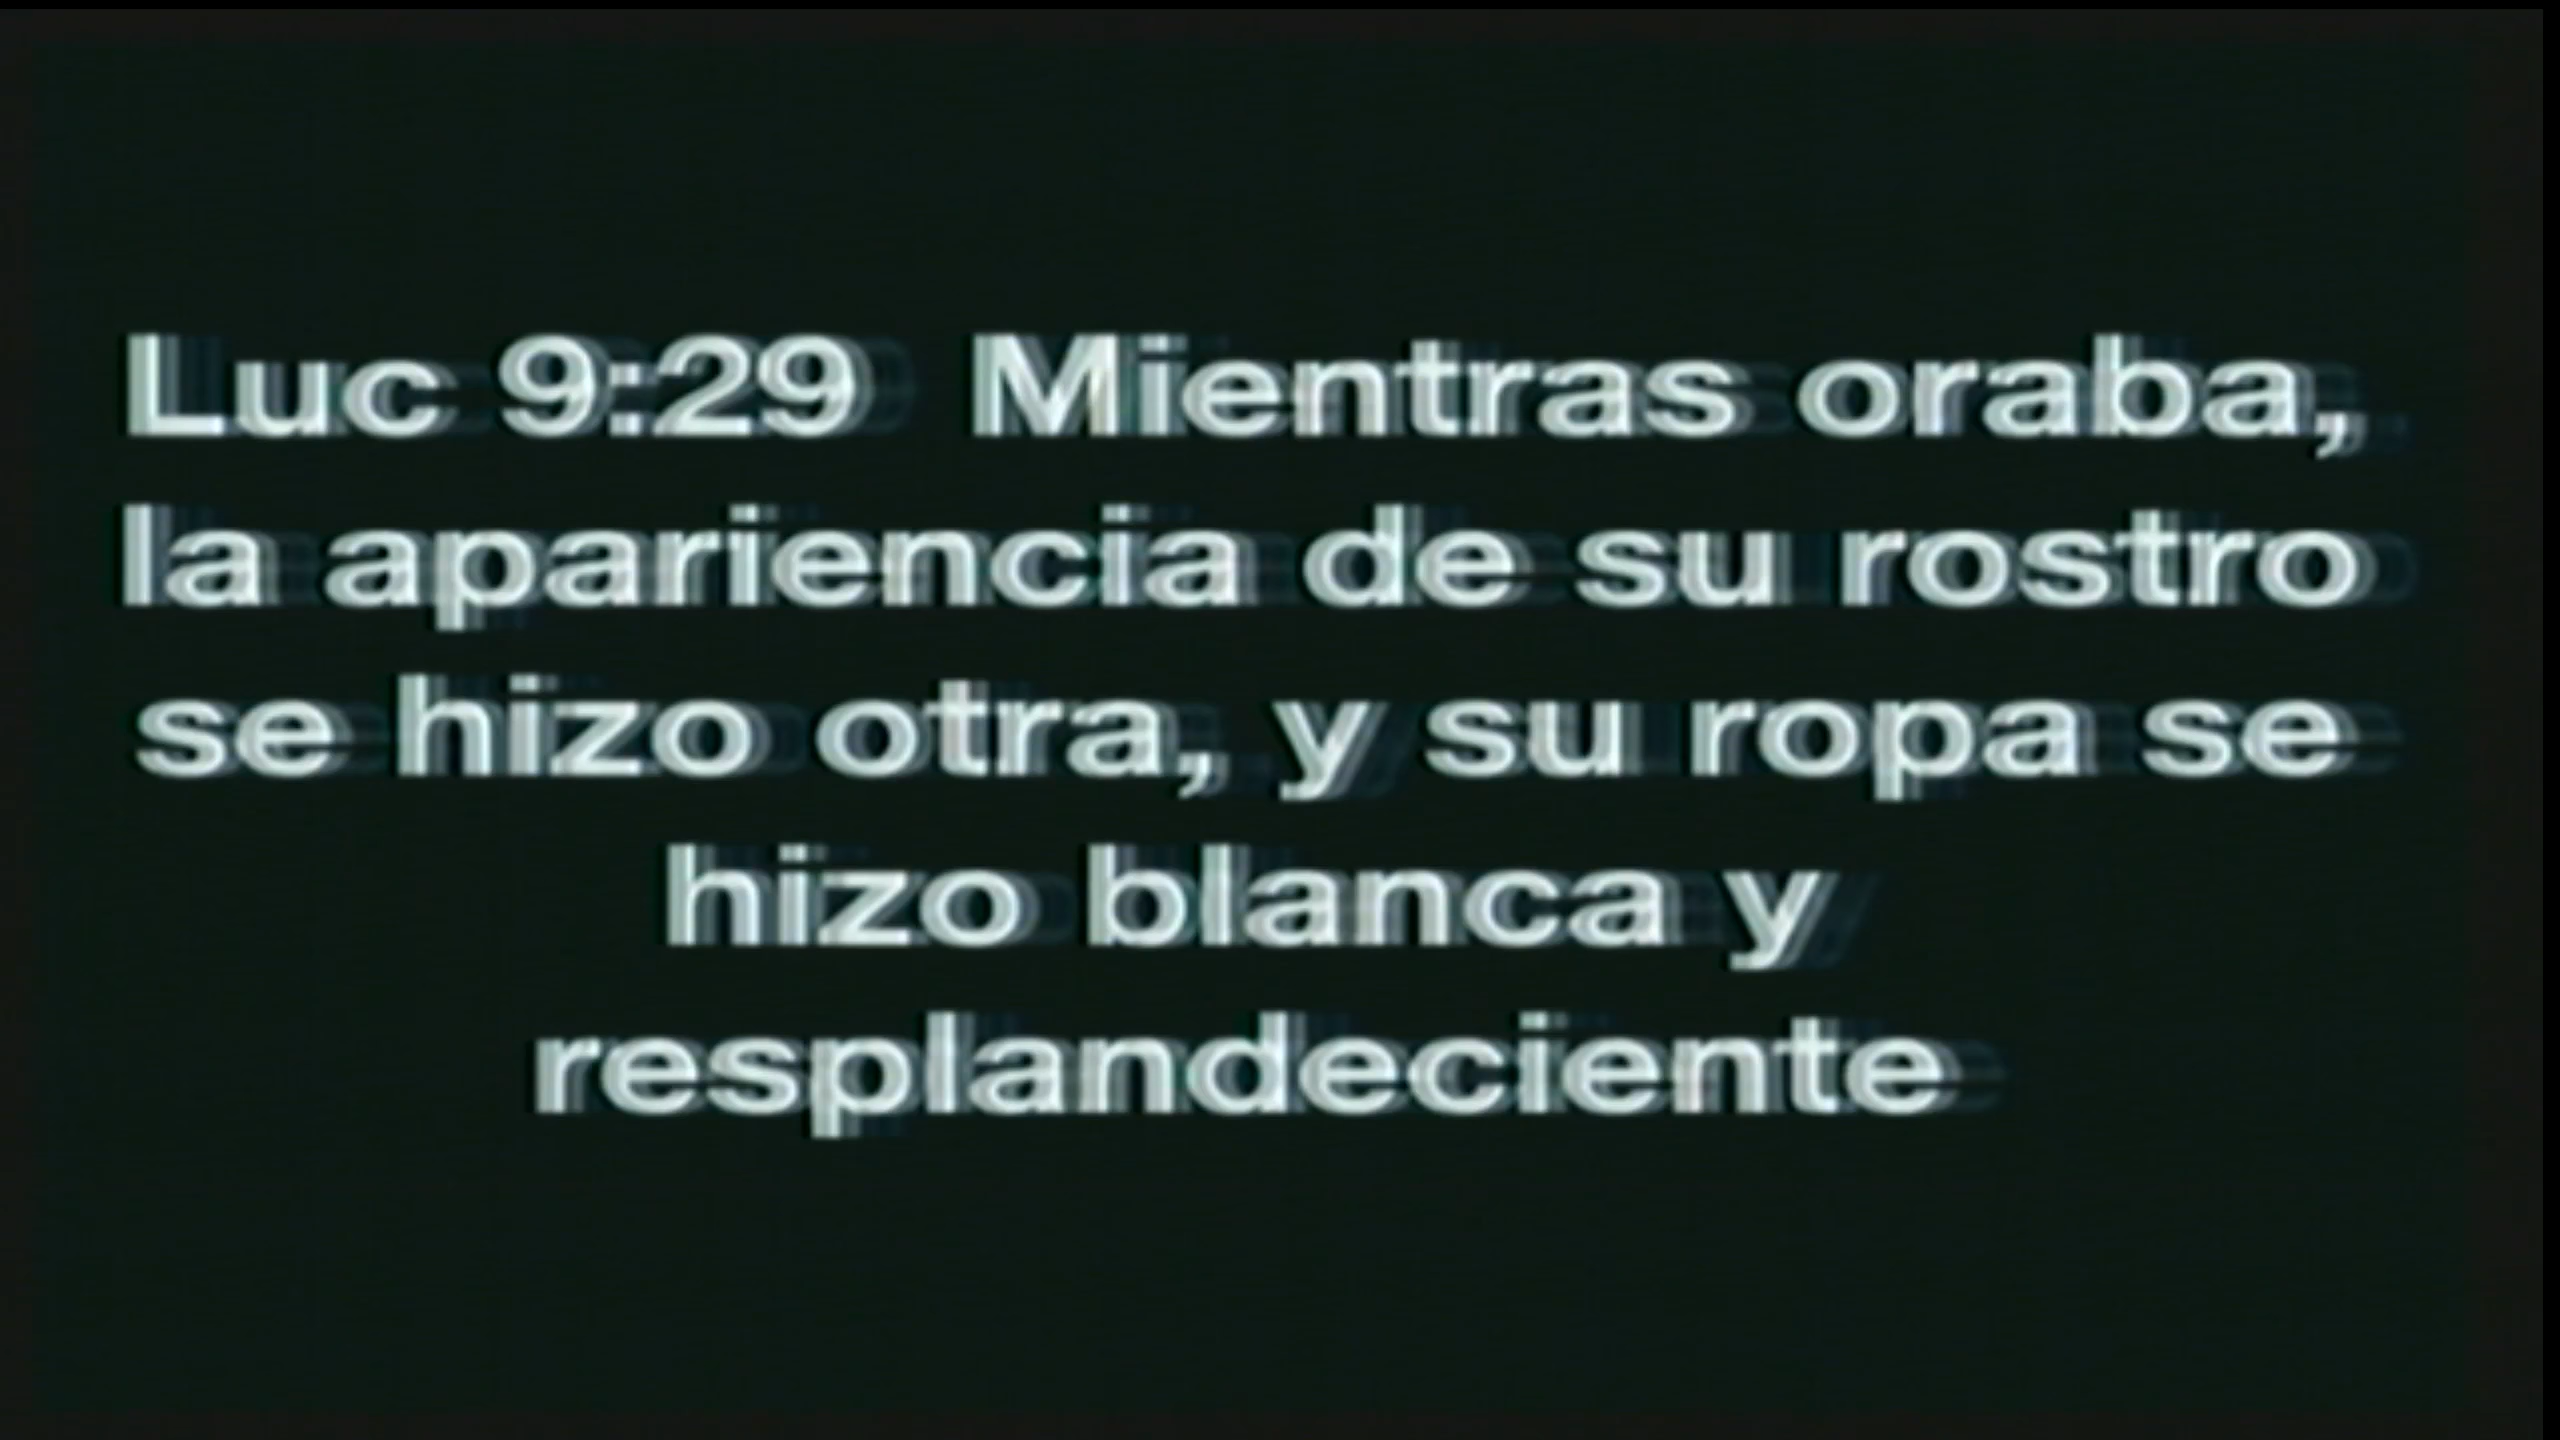 Luc 9:29  Mientras oraba,
la apariencia de su rostro
se hizo otra, y su ropa se
hizo blanca y
resplandeciente